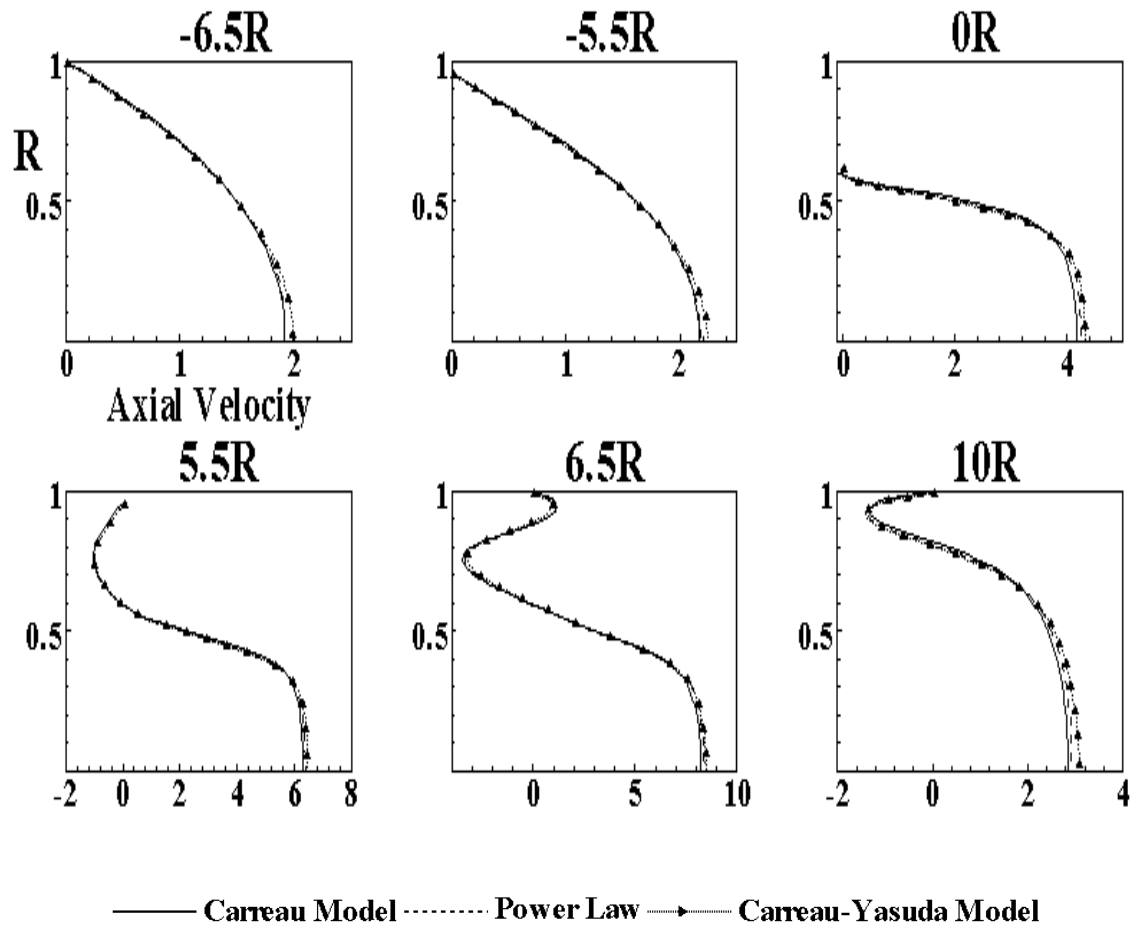 -6.5R -5.5R 0R
1 1 1
R
0.5 0.5 0.5
0 1 2 0 1 2 0 2 4
Axial Velocity
5.5R 6.5R 10R
1 1 1
0.5 0.5 0.5
-2 0 2 4 6 8 0 5 10 -2 0 2 4
Carreau Model Power Law Carreau-Yasuda Model